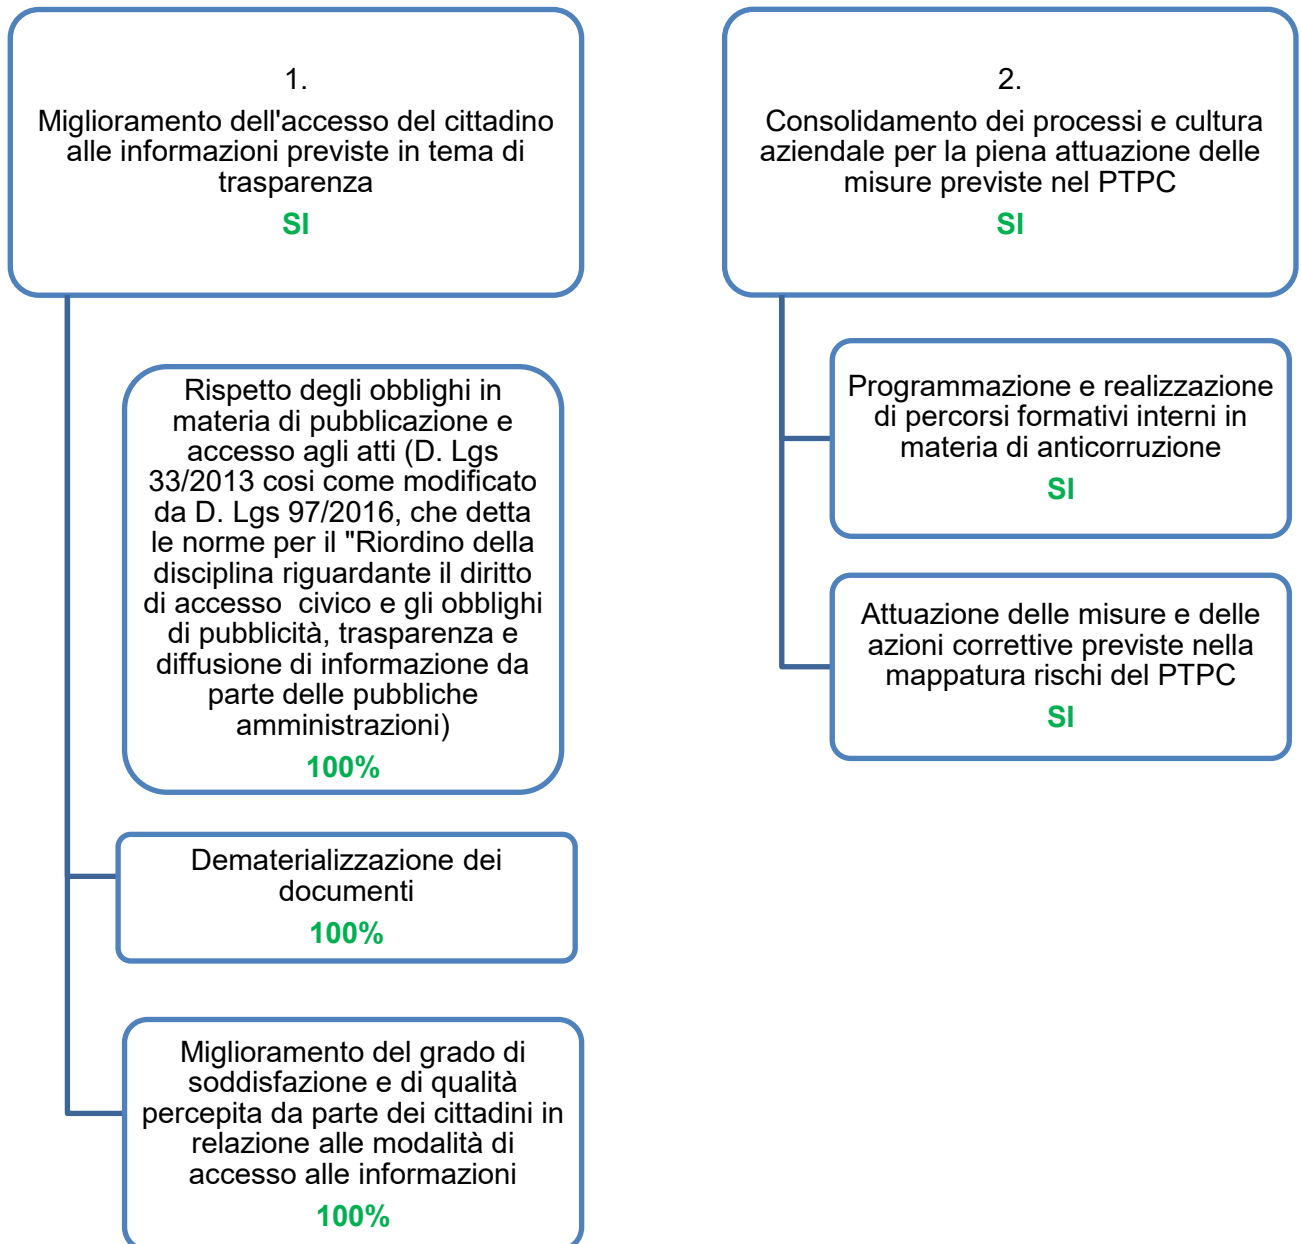 1.
Miglioramento dell'accesso del cittadino
alle informazioni previste in tema di
trasparenza
SI
Rispetto degli obblighi in
materia di pubblicazione e
accesso agli atti (D. Lgs
33/2013 cosi come modificato
da D. Lgs 97/2016, che detta
le norme per il "Riordino della
disciplina riguardante il diritto
di accesso  civico e gli obblighi
di pubblicità, trasparenza e
diffusione di informazione da
parte delle pubbliche
amministrazioni)
100%
Dematerializzazione dei
documenti
100%
Miglioramento del grado di
soddisfazione e di qualità
percepita da parte dei cittadini in
relazione alle modalità di
accesso alle informazioni
100%
2.
Consolidamento dei processi e cultura
aziendale per la piena attuazione delle
misure previste nel PTPC
SI
Programmazione e realizzazione
di percorsi formativi interni in
materia di anticorruzione
SI
Attuazione delle misure e delle
azioni correttive previste nella
mappatura rischi del PTPC
SI